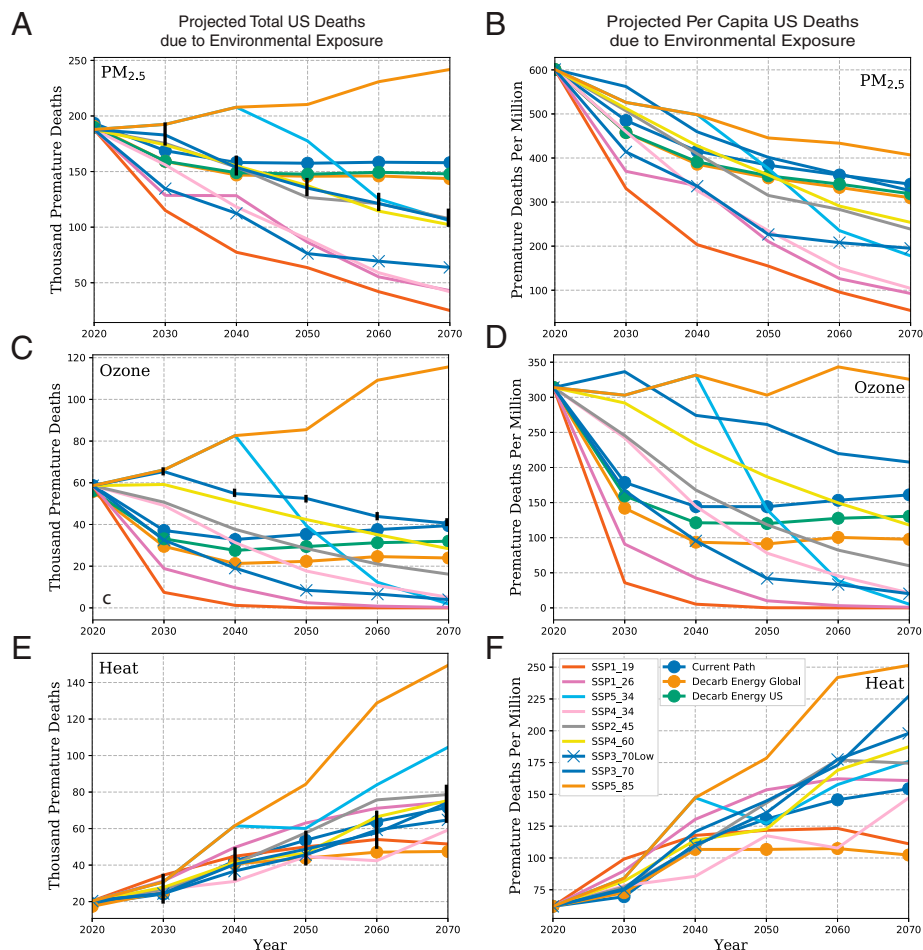 A
Projected Total US Deaths
due to Environmental Exposure
B
Projected Per Capita US Deaths
due to Environmental Exposure
PM2.5
Thousand Premature Deaths
250
200
150
100
50
2020 2030 2040 2050 2060 2070
PM2.5
Premature Deaths Per Million
600
500
400
300
200
100
2020 2030 2040 2050 2060 2070
C
Ozone
Thousand Premature Deaths
120
100
80
60
40
20
0
C
2020 2030 2040 2050 2060 2070
D
Ozone
Premature Deaths Per Million
350
300
250
200
150
100
50
0
2020 2030 2040 2050 2060 2070
E
Heat
Thousand Premature Deaths
140
120
100
80
60
40
20
2020 2030 2040 2050 2060 2070
Year
F
Heat
Premature Deaths Per Million
250
225
200
175
150
125
100
75
SSP1_19
SSP1_26
SSP5_34
SSP4_34
SSP2_45
SSP4_60
SSP3_70Low
SSP3_70
SSP5_85
Current Path
Decarb Energy Global
Decarb Energy US
2020 2030 2040 2050 2060 2070
Year